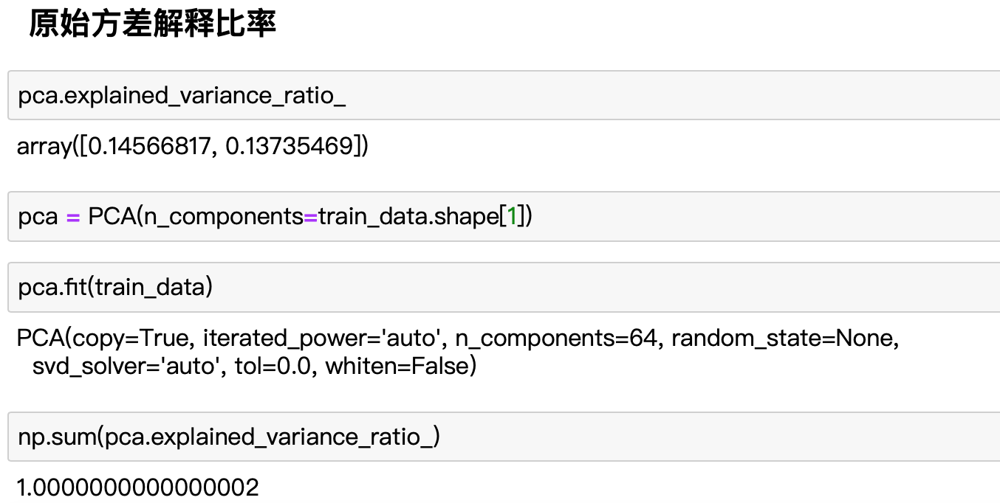 原始方差解释比率
pca.explained_variance_ratio_
array([0.14566817, 0.13735469])
pca = PCA(n_components=train_data.shape[1])
pca.fit(train_data)
PCA(copy=True, iterated_power='auto', n_components=64, random_state=None,
svd_solver='auto', tol=0.0, whiten=False)
np.sum(pca.explained_variance_ratio_)
1.0000000000000002